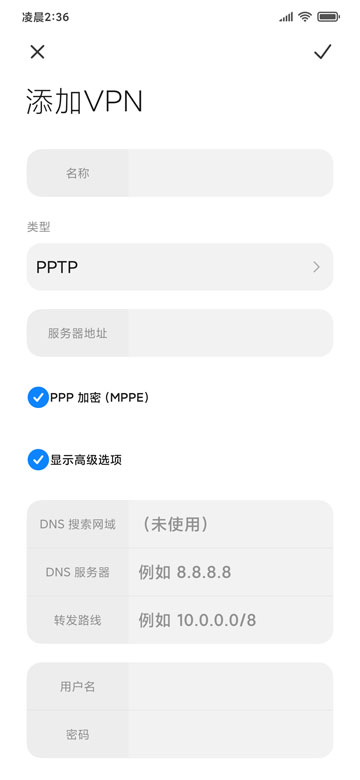 凌晨2:36
添加VPN
名称
类型
PPTP
服务器地址
PPP 加密 (MPPE)
显示高级选项
DNS 搜索网域 （未使用）
DNS 服务器 例如 8.8.8.8
转发路线 例如 10.0.0.0/8
用户名
密码